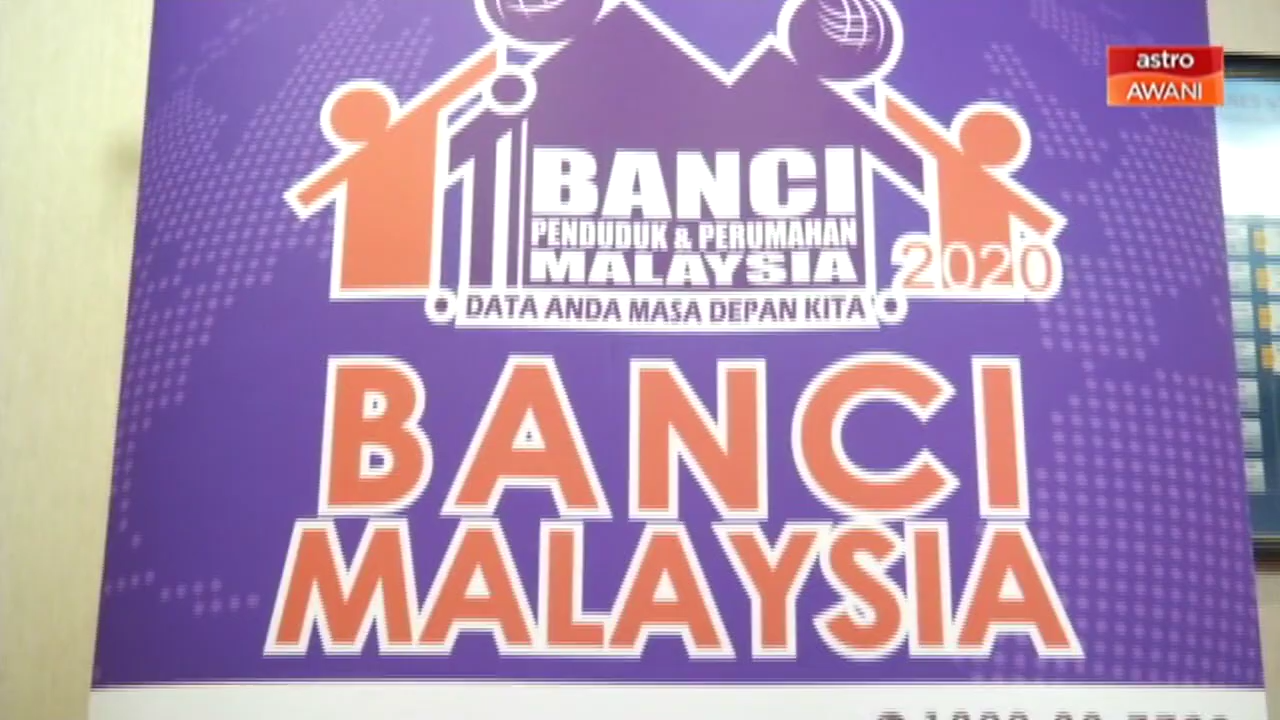 astro
AWANI
BANCI
PENDUDUK & PERUMAHAN
MALAYSIA
2020
DATA ANDA MASA DEPAN KITA
BANCI
MALAYSIA